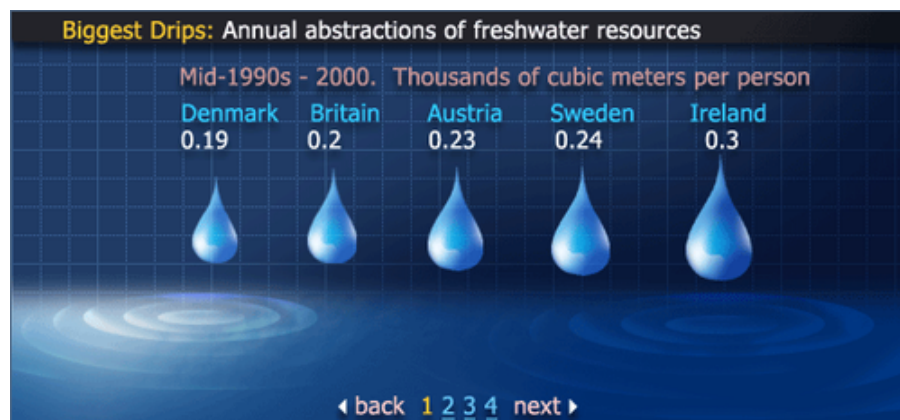 Biggest Drips: Annual abstractions of freshwater resources
Mid-1990s - 2000. Thousands of cubic meters per person
Denmark Britain Austria Sweden Ireland
0.19 0.2 0.23 0.24 0.3
back 1 2 3 4 next